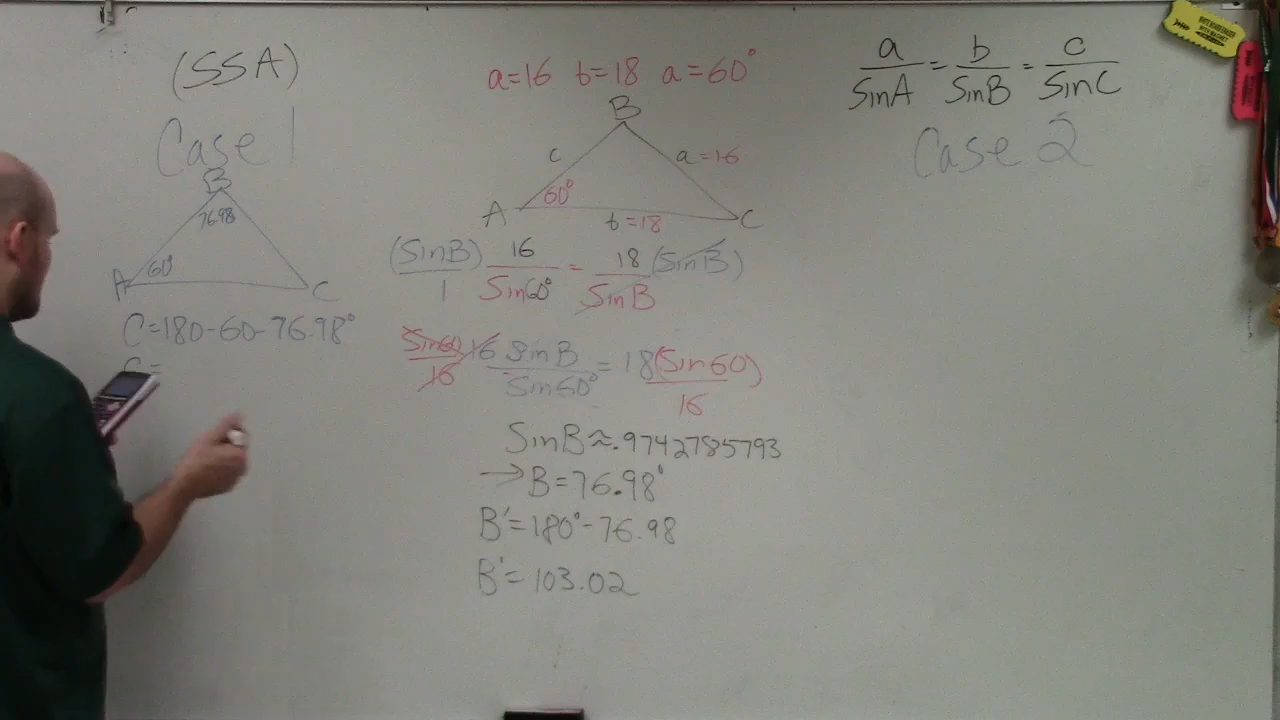 (SSA)
Case 1
B
76.98
A
60°
C
C=180-60-76.98°
C=
a=16 b=18 a=60°
B
c
a=16
60°
A
b=18
C
(SinB)/1 16/Sin60° = 18/SinB (SinB)
Sin60/16 16 SinB/Sin60° = 18(Sin60)/16
SinB≈.97427857​93
→B=76.98°
B'=180°-76.98
B'=103.02
a/SinA = b/SinB = c/SinC
Case 2